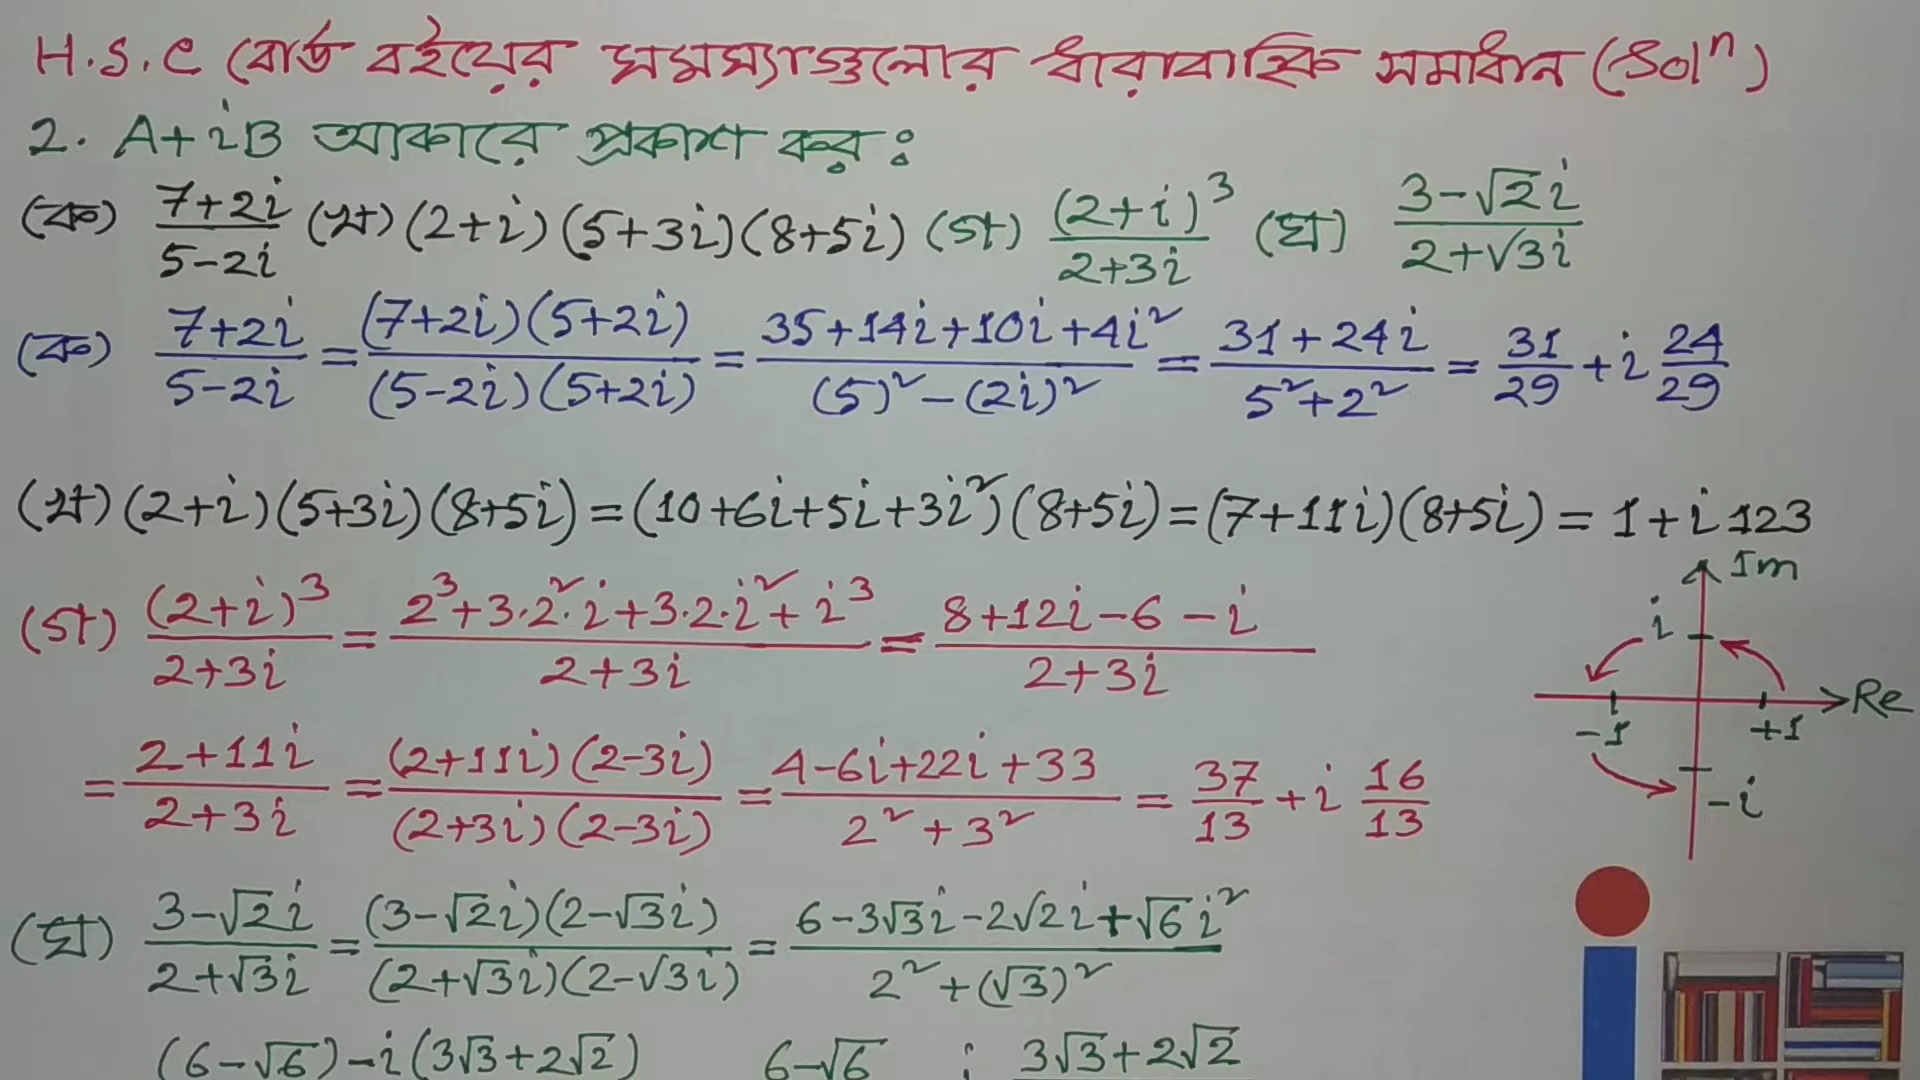 H.S.C বোর্ড বইয়ের সমস্যাগুলোর ধারাবাহিক সমাধান (Solⁿ)
2. A+iB আকারে প্রকাশ কর:
(ক) (7+2i)/(5-2i) (খ) (2+i)(5+3i)(8+5i) (গ) (2+i)³/(2+3i) (ঘ) (3-√2i)/(2+√3i)
(ক) (7+2i)/(5-2i) = (7+2i)(5+2i)/(5-2i)(5+2i) = (35+14i+10i+4i²)/((5)²-(2i)²) = (31+24i)/(5²+2²) = 31/29 + i 24/29
(খ) (2+i)(5+3i)(8+5i) = (10+6i+5i+3i²)(8+5i) = (7+11i)(8+5i) = 1+i 123
(গ) (2+i)³/(2+3i) = (2³+3·2²·i+3·2·i²+i³)/(2+3i) = (8+12i-6-i)/(2+3i)
= (2+11i)/(2+3i) = (2+11i)(2-3i)/(2+3i)(2-3i) = (4-6i+22i+33)/(2²+3²) = 37/13 + i 16/13
Im
i
Re
-1
+1
-i
(ঘ) (3-√2i)/(2+√3i) = (3-√2i)(2-√3i)/(2+√3i)(2-√3i) = (6-3√3i-2√2i+√6i²)/(2²+(√3)²)
(6-√6)-i(3√3+2√2) 6-√6 i 3√3+2√2